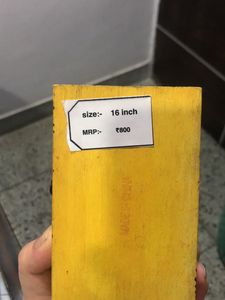 size:- 16 inch
MRP:- ₹800